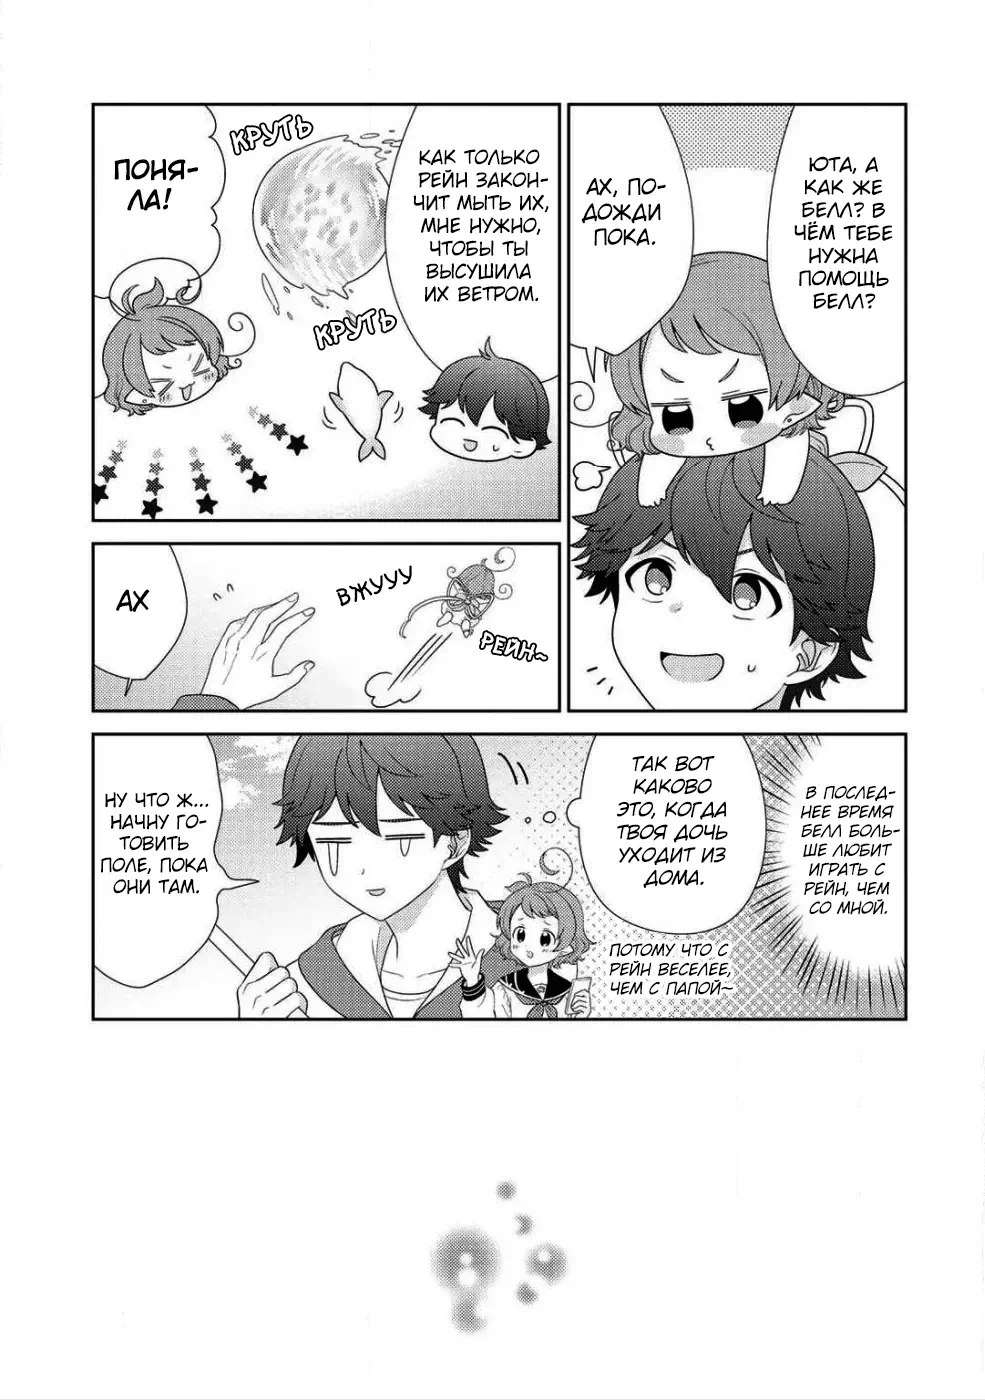 ЮТА, А
КАК ЖЕ
БЕЛЛ? В
ЧЁМ ТЕБЕ
НУЖНА
ПОМОЩЬ
БЕЛЛ?
АХ, ПО-
ДОЖДИ
ПОКА.
КАК ТОЛЬКО
РЕЙН ЗАКОН-
ЧИТ МЫТЬ ИХ,
МНЕ НУЖНО,
ЧТОБЫ ТЫ
ВЫСУШИЛА
ИХ ВЕТРОМ.
КРУТЬ
КРУТЬ
ПОНЯ-
ЛА!
РЕЙН~
ВЖУУУ
АХ
В ПОСЛЕД-
НЕЕ ВРЕМЯ
БЕЛЛ БОЛЬ-
ШЕ ЛЮБИТ
ИГРАТЬ С
РЕЙН, ЧЕМ
СО МНОЙ.
ТАК ВОТ
КАКОВО
ЭТО, КОГДА
ТВОЯ ДОЧЬ
УХОДИТ ИЗ
ДОМА.
ПОТОМУ ЧТО С
РЕЙН ВЕСЕЛЕЕ,
ЧЕМ С ПАПОЙ~
НУ ЧТО Ж...
НАЧНУ ГО-
ТОВИТЬ
ПОЛЕ, ПОКА
ОНИ ТАМ.